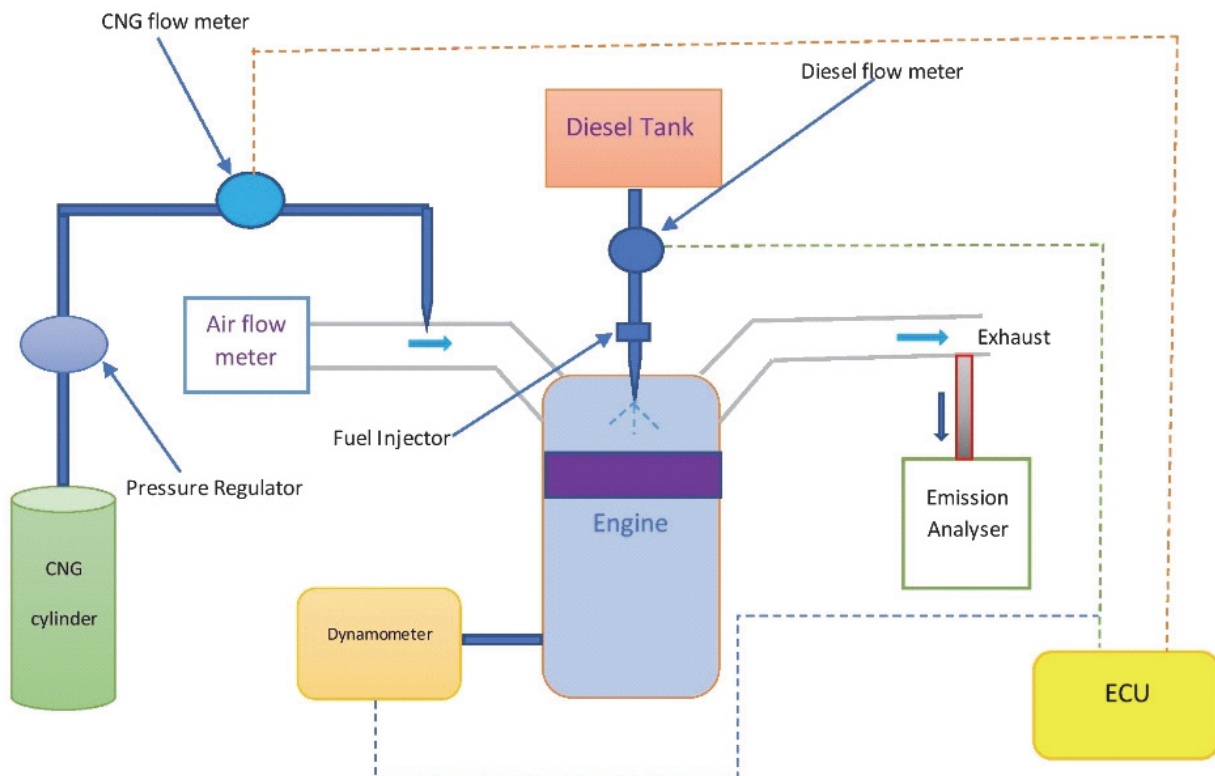 CNG flow meter
Diesel flow meter
Diesel Tank
Air flow
meter
Exhaust
Fuel Injector
Pressure Regulator
Emission
Analyser
Engine
CNG
cylinder
Dynamometer
ECU